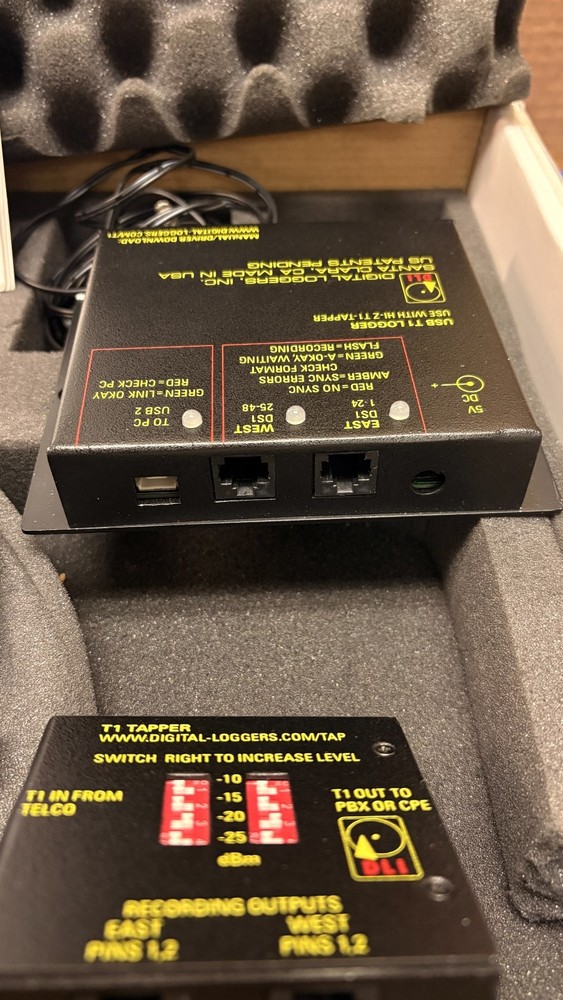 MANUAL/DRIVER DOWNLOAD:
WWW.DIGITAL-LOGGERS.COM/T1
DIGITAL LOGGERS, INC.
SANTA CLARA, CA. MADE IN USA
US PATENTS PENDING
DLI
USB T1 LOGGER
USE WITH HI-Z T1-TAPPER
5V
DC
+
EAST
DS1
1-24
WEST
DS1
25-48
RED=NO SYNC
AMBER=SYNC ERRORS
CHECK FORMAT
GREEN=A-OKAY WAITING
FLASH=RECORDING
TO PC
USB 2
GREEN=LINK OKAY
RED=CHECK PC
T1 TAPPER
WWW.DIGITAL-LOGGERS.COM/TAP
SWITCH RIGHT TO INCREASE LEVEL
T1 IN FROM
TELCO
-10
-15
-20
-25
dBm
T1 OUT TO
PBX OR CPE
DLI
RECORDING OUTPUTS
EAST
PINS 1,2
WEST
PINS 1,2